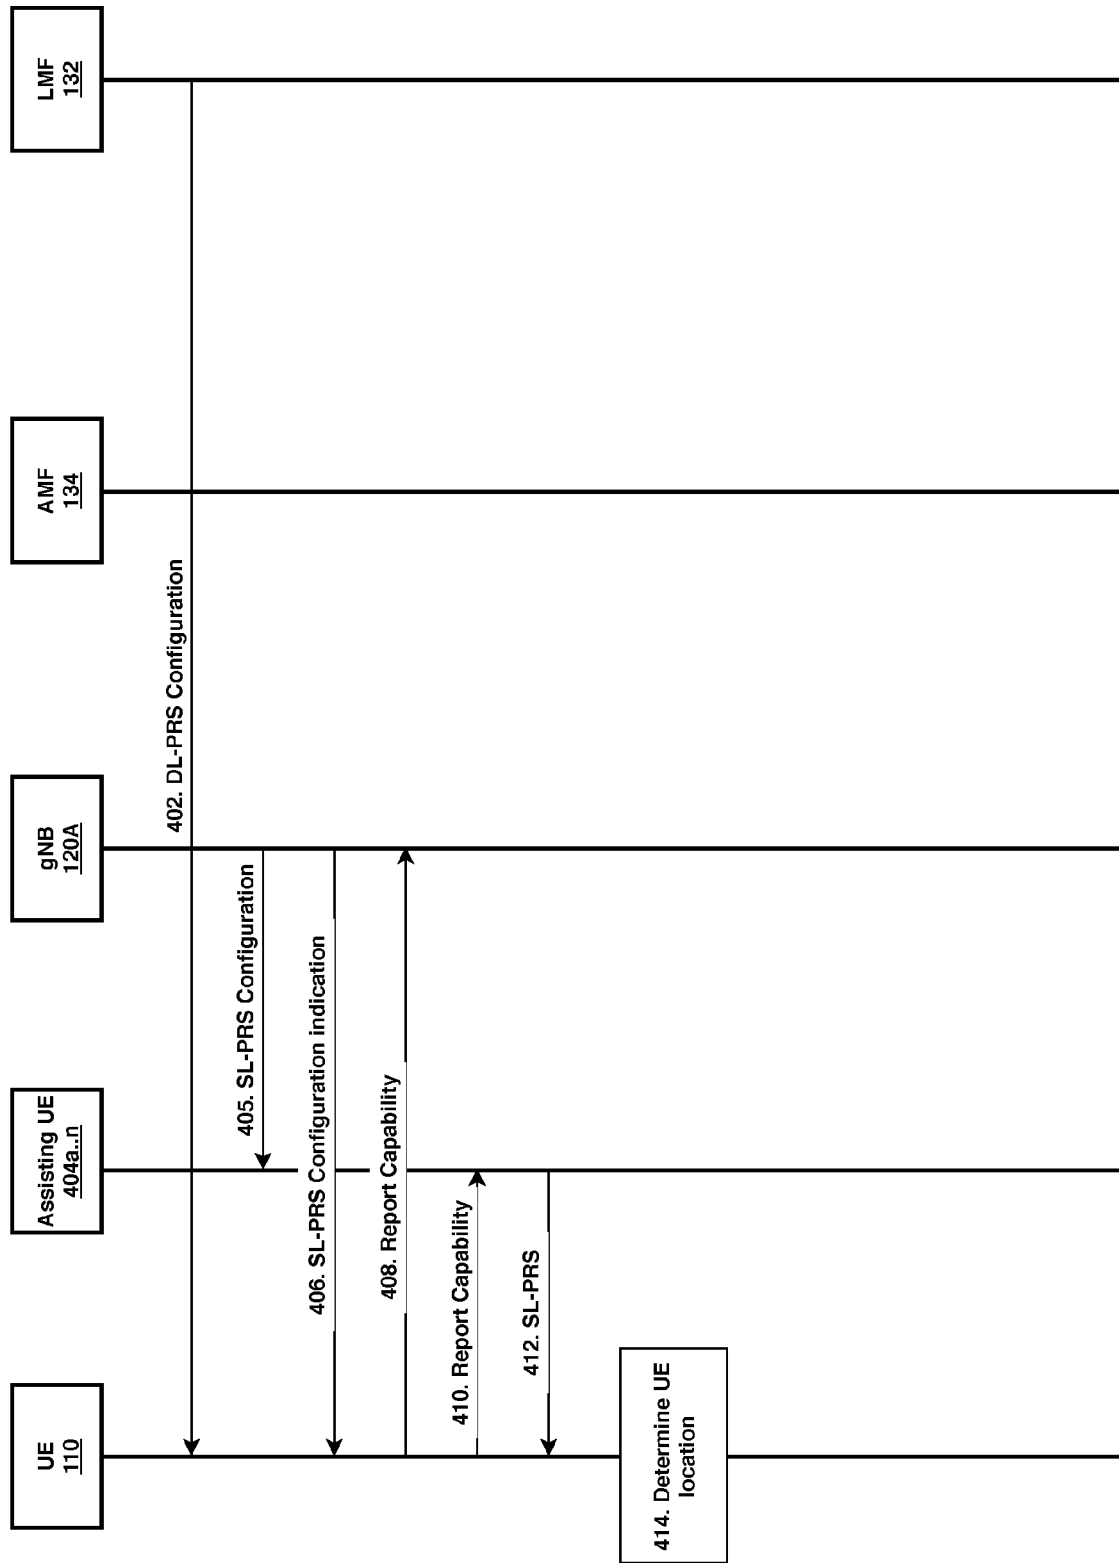 UE
110
Assisting UE
404a..n
gNB
120A
AMF
134
LMF
132
402. DL-PRS Configuration
405. SL-PRS Configuration
406. SL-PRS Configuration indication
408. Report Capability
410. Report Capability
412. SL-PRS
414. Determine UE
location